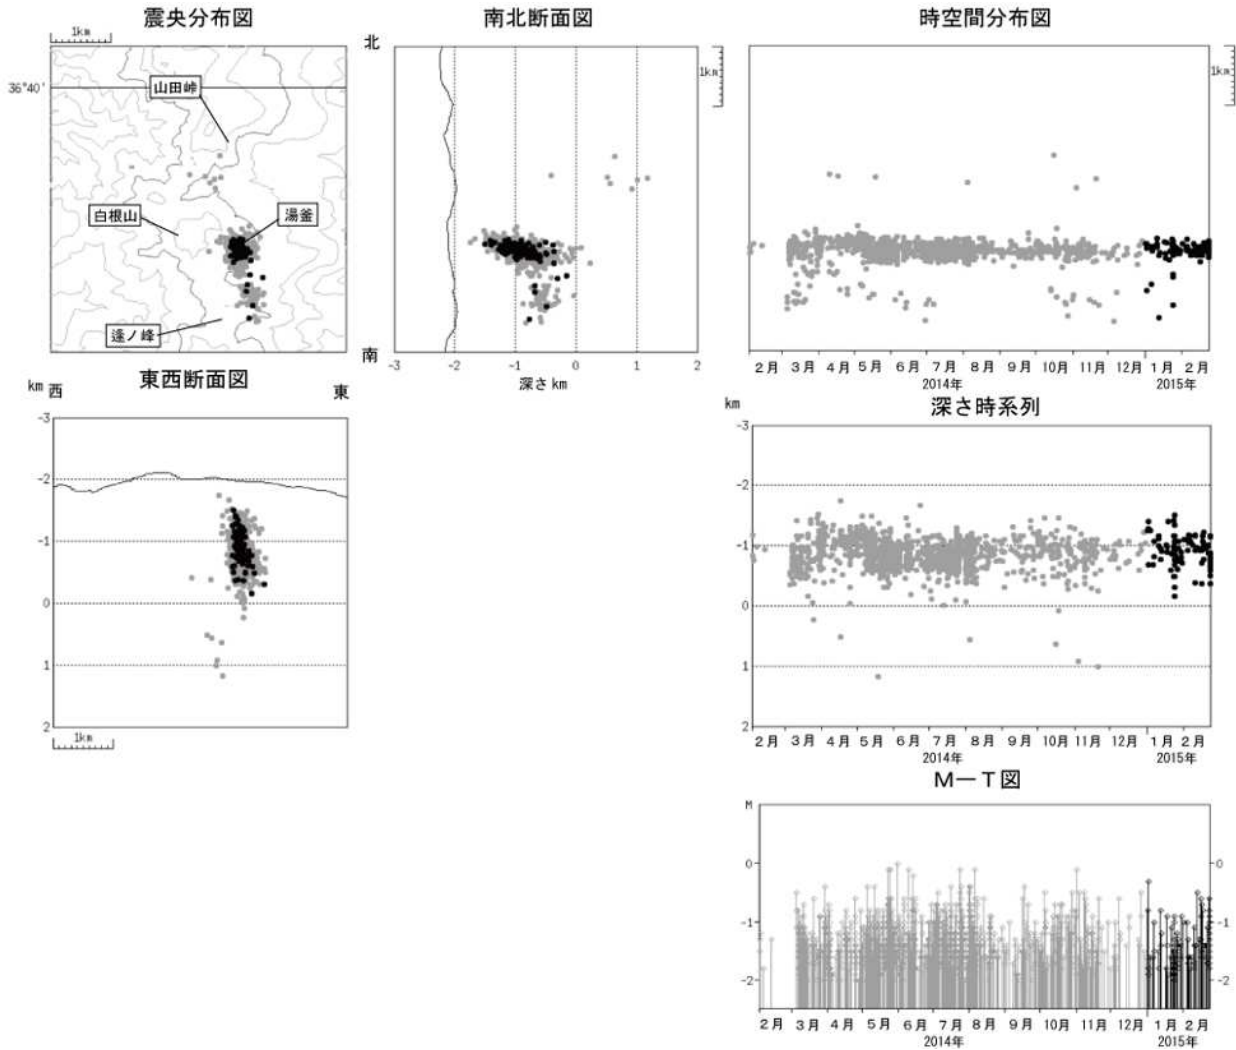 震央分布図
1km
36°40'
山田峠
白根山
湯釜
逢ノ峰
南北断面図
北
南
1km
-3 -2 -1 0 1 2
深さ km
時空間分布図
1km
2月 3月 4月 5月 6月 7月 8月 9月 10月 11月 12月 1月 2月
2014年 2015年
東西断面図
km 西 東
-3
-2
-1
0
1
2
1km
深さ時系列
km
-3
-2
-1
0
1
2
2月 3月 4月 5月 6月 7月 8月 9月 10月 11月 12月 1月 2月
2014年 2015年
M－T図
M
0 0
-1 -1
-2 -2
2月 3月 4月 5月 6月 7月 8月 9月 10月 11月 12月 1月 2月
2014年 2015年